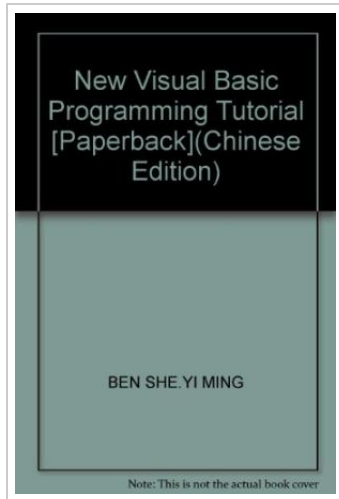 New Visual Basic
Programming Tutorial
[Paperback](Chinese
Edition)
BEN SHE.YI MING
Note: This is not the actual book cover